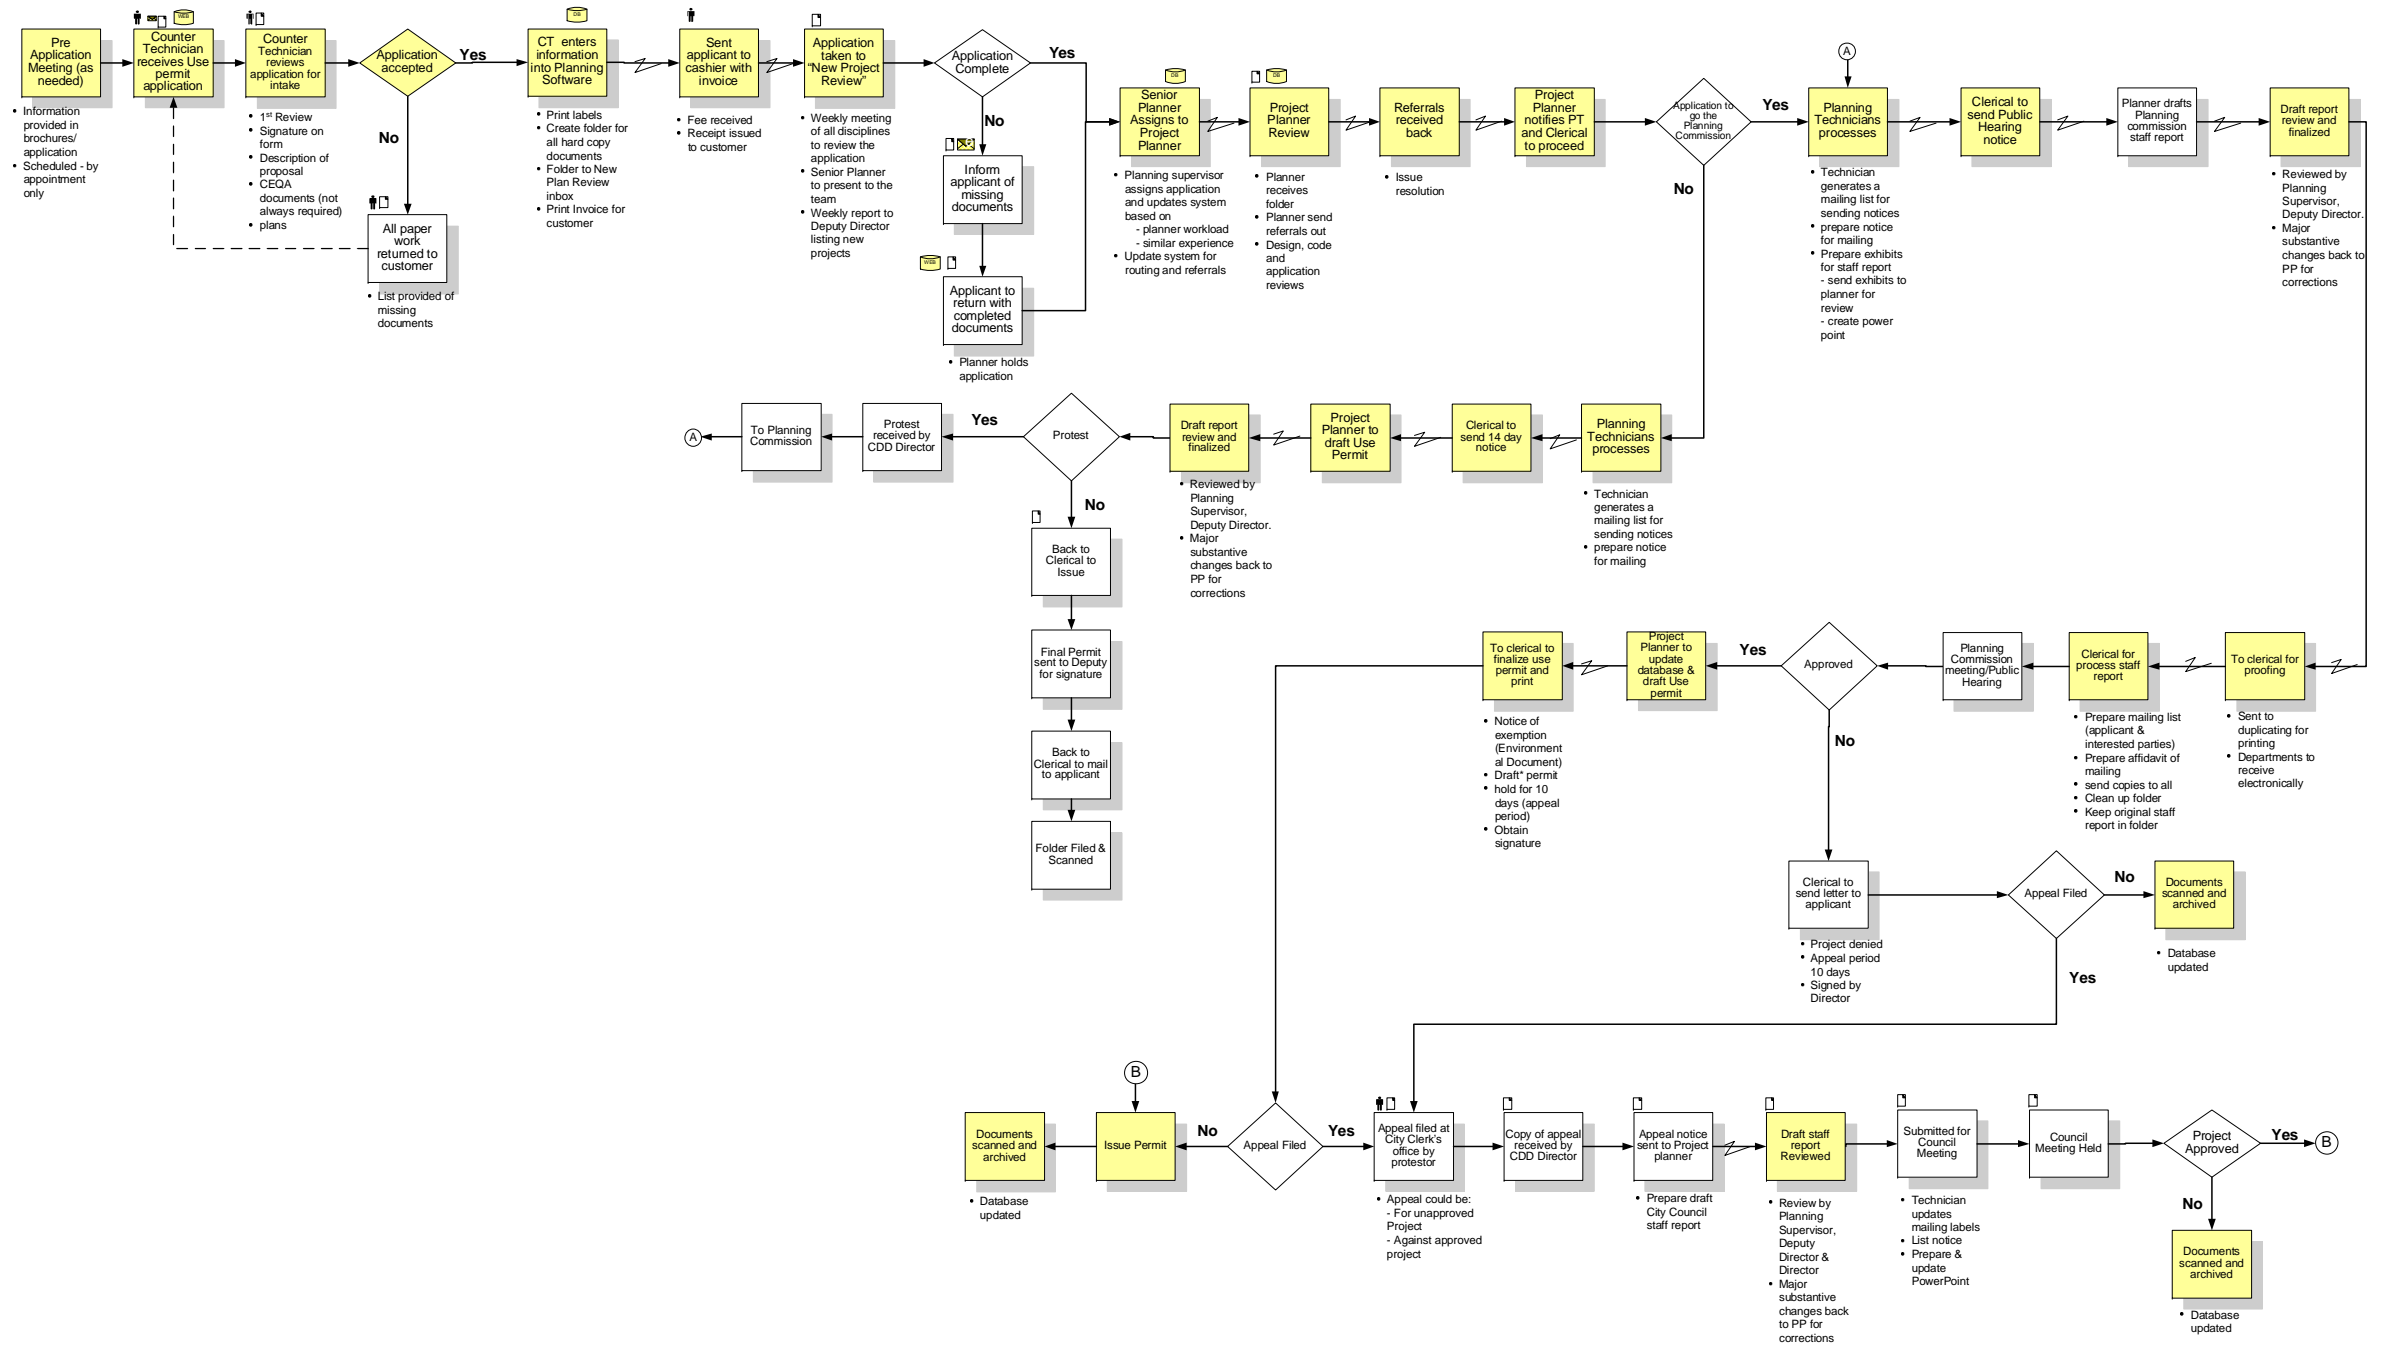 Pre
Application
Meeting (as
needed)
• Information
provided in
brochures/
application
• Scheduled - by
appointment
only
WEB
Counter
Technician
receives Use
permit
application
Counter
Technician
reviews
application for
intake
• 1st Review
• Signature on
form
• Description of
proposal
• CEQA
documents (not
always required)
• plans
Application
accepted
Yes
No
All paper
work
returned to
customer
• List provided of
missing
documents
DB
CT enters
information
into Planning
Software
• Print labels
• Create folder for
all hard copy
documents
• Folder to New
Plan Review
inbox
• Print Invoice for
customer
Sent
applicant to
cashier with
invoice
• Fee received
• Receipt issued
to customer
Application
taken to
“New Project
Review”
• Weekly meeting
of all disciplines
to review the
application
• Senior Planner
to present to the
team
• Weekly report to
Deputy Director
listing new
projects
Application
Complete
Yes
No
Inform
applicant of
missing
documents
WEB
Applicant to
return with
completed
documents
• Planner holds
application
DB
Senior
Planner
Assigns to
Project
Planner
• Planning supervisor
assigns application
and updates system
based on
- planner workload
- similar experience
• Update system for
routing and referrals
DB
Project
Planner
Review
• Planner
receives
folder
• Planner send
referrals out
• Design, code
and
application
reviews
Referrals
received
back
• Issue
resolution
Project
Planner
notifies PT
and Clerical
to proceed
Application to
go the
Planning
Commission
Yes
No
A
Planning
Technicians
processes
• Technician
generates a
mailing list for
sending notices
• prepare notice
for mailing
• Prepare exhibits
for staff report
- send exhibits to
planner for
review
- create power
point
Clerical to
send Public
Hearing
notice
Planner drafts
Planning
commission
staff report
Draft report
review and
finalized
• Reviewed by
Planning
Supervisor,
Deputy Director.
• Major
substantive
changes back to
PP for
corrections
A
To Planning
Commission
Protest
received by
CDD Director
Yes
Protest
No
Draft report
review and
finalized
• Reviewed by
Planning
Supervisor,
Deputy Director.
• Major
substantive
changes back to
PP for
corrections
Project
Planner to
draft Use
Permit
Clerical to
send 14 day
notice
Planning
Technicians
processes
• Technician
generates a
mailing list for
sending notices
• prepare notice
for mailing
Back to
Clerical to
Issue
Final Permit
sent to Deputy
for signature
Back to
Clerical to mail
to applicant
Folder Filed &
Scanned
To clerical to
finalize use
permit and
print
• Notice of
exemption
(Environment
al Document)
• Draft* permit
• hold for 10
days (appeal
period)
• Obtain
signature
Project
Planner to
update
database &
draft Use
permit
Yes
Approved
No
Planning
Commission
meeting/Public
Hearing
Clerical for
process staff
report
• Prepare mailing list
(applicant &
interested parties)
• Prepare affidavit of
mailing
• send copies to all
• Clean up folder
• Keep original staff
report in folder
To clerical for
proofing
• Sent to
duplicating for
printing
• Departments to
receive
electronically
Clerical to
send letter to
applicant
• Project denied
• Appeal period
10 days
• Signed by
Director
Appeal Filed
No
Yes
Documents
scanned and
archived
• Database
updated
B
Documents
scanned and
archived
• Database
updated
Issue Permit
No
Appeal Filed
Yes
Appeal filed at
City Clerk’s
office by
protestor
• Appeal could be:
- For unapproved
Project
- Against approved
project
Copy of appeal
received by
CDD Director
Appeal notice
sent to Project
planner
• Prepare draft
City Council
staff report
Draft staff
report
Reviewed
• Review by
Planning
Supervisor,
Deputy
Director &
Director
• Major
substantive
changes back
to PP for
corrections
Submitted for
Council
Meeting
• Technician
updates
mailing labels
• List notice
• Prepare &
update
PowerPoint
Council
Meeting Held
Project
Approved
Yes
B
No
Documents
scanned and
archived
• Database
updated